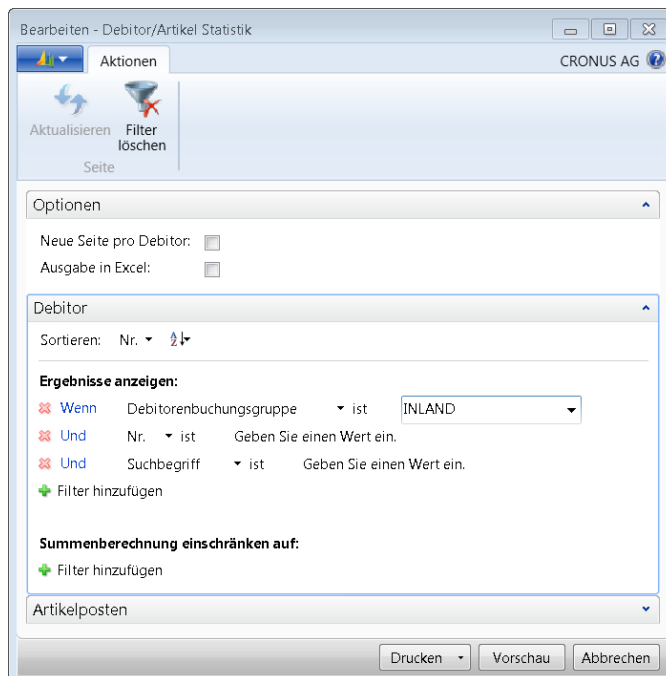 Bearbeiten - Debitor/Artikel Statistik
Aktionen
CRONUS AG
Aktualisieren
Filter löschen
Seite
Optionen
Neue Seite pro Debitor:
Ausgabe in Excel:
Debitor
Sortieren: Nr.
Ergebnisse anzeigen:
Wenn Debitorenbuchungsgruppe ist INLAND
Und Nr. ist Geben Sie einen Wert ein.
Und Suchbegriff ist Geben Sie einen Wert ein.
Filter hinzufügen
Summenberechnung einschränken auf:
Filter hinzufügen
Artikelposten
Drucken Vorschau Abbrechen